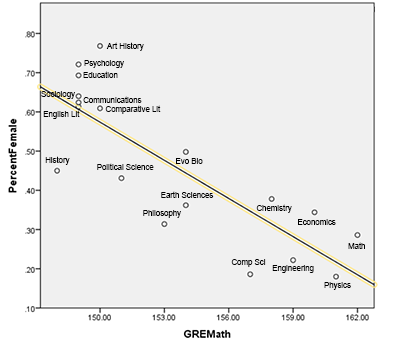 .80
.70
.60
.50
.40
.30
.20
.10
PercentFemale
Art History
Psychology
Education
Sociology
Communications
Comparative Lit
English Lit
Evo Bio
History
Political Science
Earth Sciences
Philosophy
Chemistry
Economics
Math
Comp Sci
Engineering
Physics
150.00
153.00
156.00
159.00
162.00
GREMath